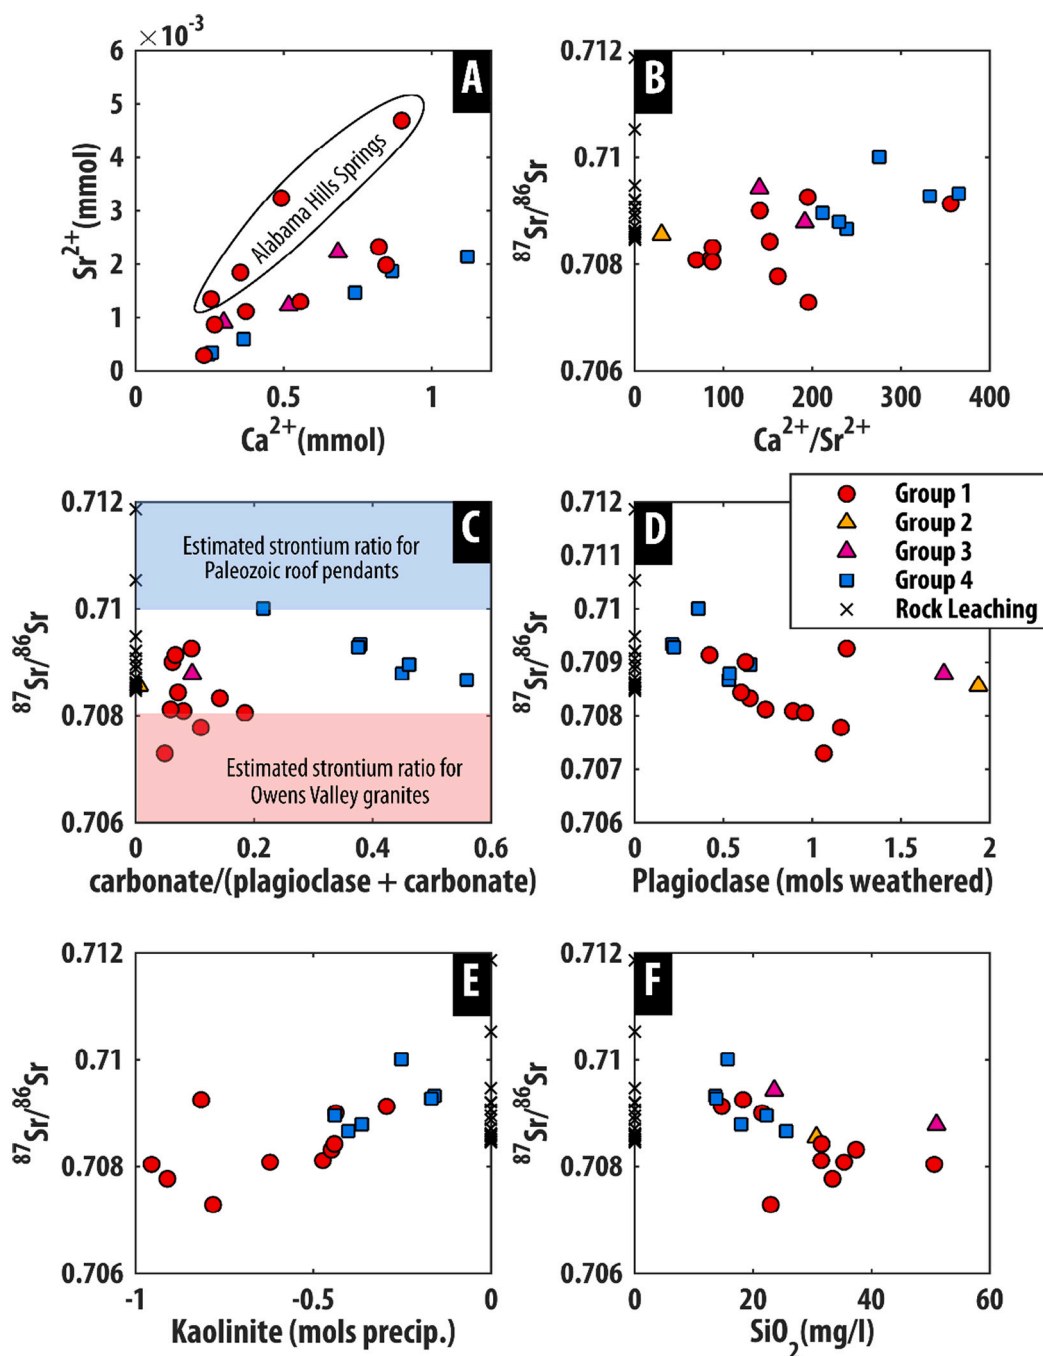 ×10⁻³
6
5
4
3
2
1
0
Sr²⁺(mmol)
A
Alabama Hills Springs
0
0.5
1
Ca²⁺(mmol)
0.712
0.71
0.708
0.706
⁸⁷Sr/⁸⁶Sr
B
0
100
200
300
400
Ca²⁺/Sr²⁺
0.712
0.71
0.708
0.706
⁸⁷Sr/⁸⁶Sr
C
Estimated strontium ratio for
Paleozoic roof pendants
Estimated strontium ratio for
Owens Valley granites
0
0.2
0.4
0.6
carbonate/(plagioclase + carbonate)
0.712
0.711
0.71
0.709
0.708
0.707
0.706
⁸⁷Sr/⁸⁶Sr
D
Group 1
Group 2
Group 3
Group 4
Rock Leaching
0
0.5
1
1.5
2
Plagioclase (mols weathered)
0.712
0.71
0.708
0.706
⁸⁷Sr/⁸⁶Sr
E
-1
-0.5
0
Kaolinite (mols precip.)
0.712
0.71
0.708
0.706
⁸⁷Sr/⁸⁶Sr
F
0
20
40
60
SiO₂(mg/l)